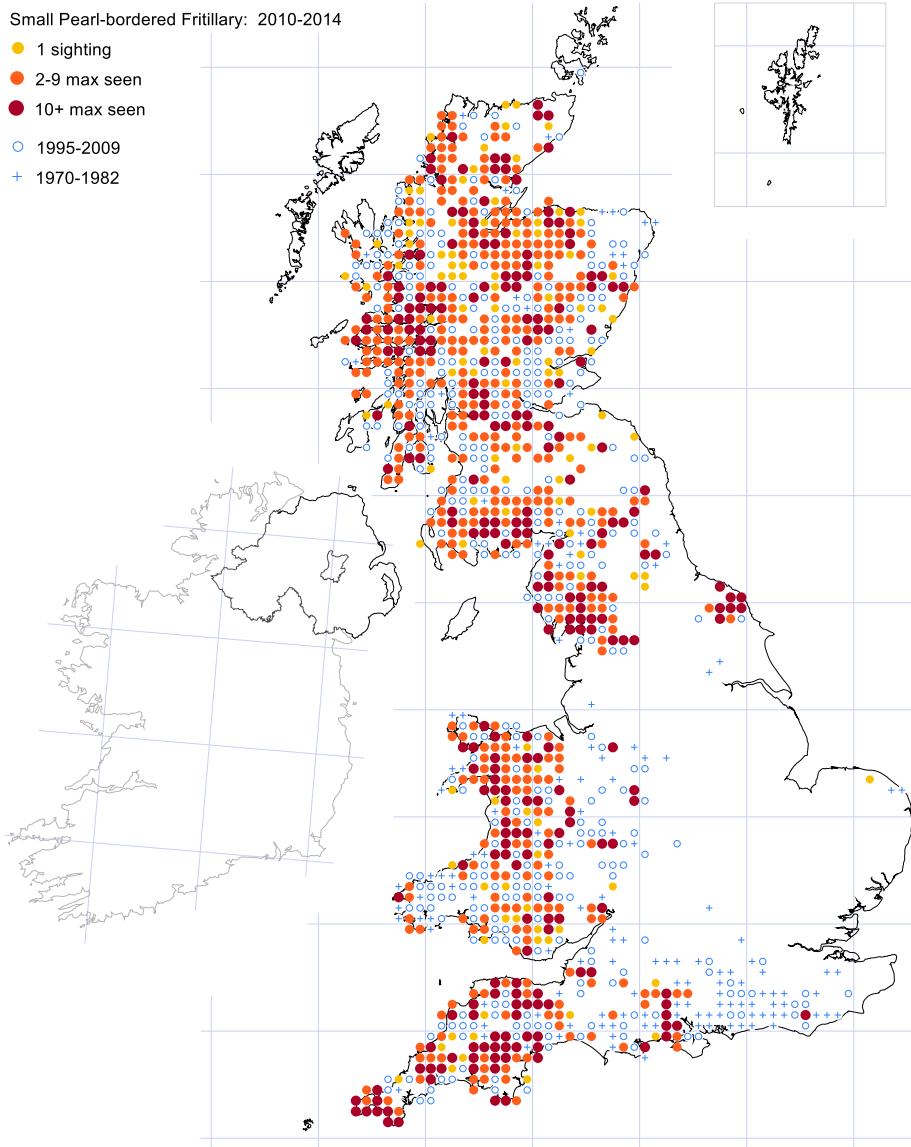 Small Pearl-bordered Fritillary: 2010-2014
1 sighting
2-9 max seen
10+ max seen
1995-2009
1970-1982